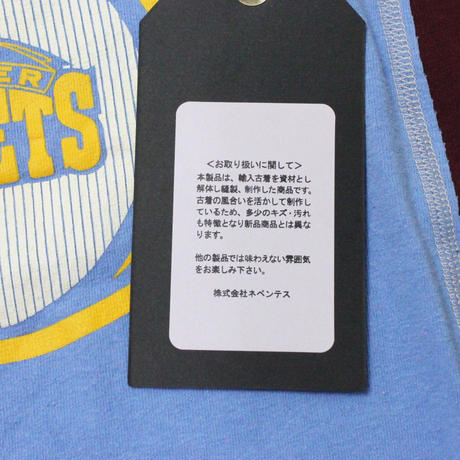 ER
ETS
＜お取り扱いに関して＞
本製品は、輸入古着を資材とし
解体し縫製、制作した商品です。
古着の風合いを活かして制作し
ているため、多少のキズ・汚れ
も特徴となり新品商品とは異な
ります。
他の製品では味わえない雰囲気
をお楽しみ下さい。
株式会社ネペンテス